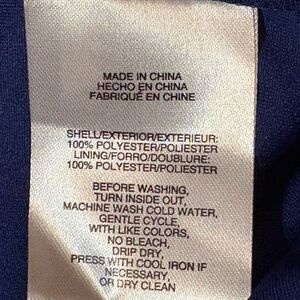 MADE IN CHINA
HECHO EN CHINA
FABRIQUÉ EN CHINE
SHELL/EXTERIOR/EXTERIEUR:
100% POLYESTER/POLIESTER
LINING/FORRO/DOUBLURE:
100% POLYESTER/POLIESTER
BEFORE WASHING,
TURN INSIDE OUT,
MACHINE WASH COLD WATER,
GENTLE CYCLE,
WITH LIKE COLORS,
NO BLEACH,
DRIP DRY,
PRESS WITH COOL IRON IF
NECESSARY,
OR DRY CLEAN